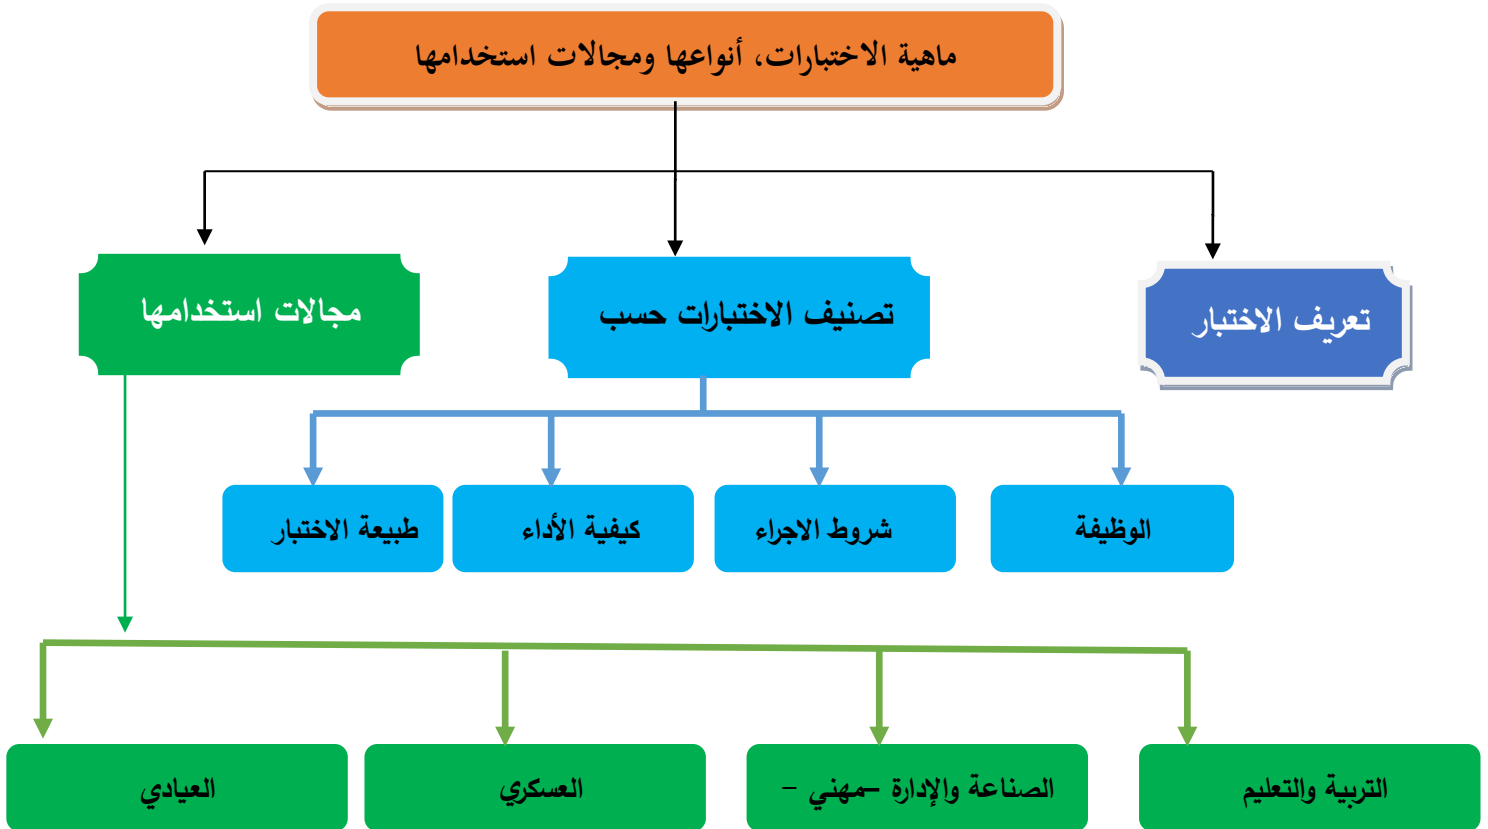 ماهية الاختبارات، أنواعها ومجالات استخدامها
تعريف الاختبار
تصنيف الاختبارات حسب
مجالات استخدامها
الوظيفة
شروط الاجراء
كيفية الأداء
طبيعة الاختبار
التربية والتعليم
الصناعة والإدارة –مهني –
العسكري
العيادي